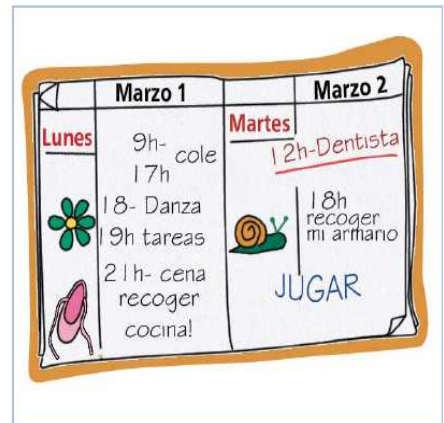 Marzo 1
Lunes
9h-
cole
17h
18- Danza
19h tareas
21h- cena
recoger
cocina!
Marzo 2
Martes
12h-Dentista
18h
recoger
mi armario
JUGAR